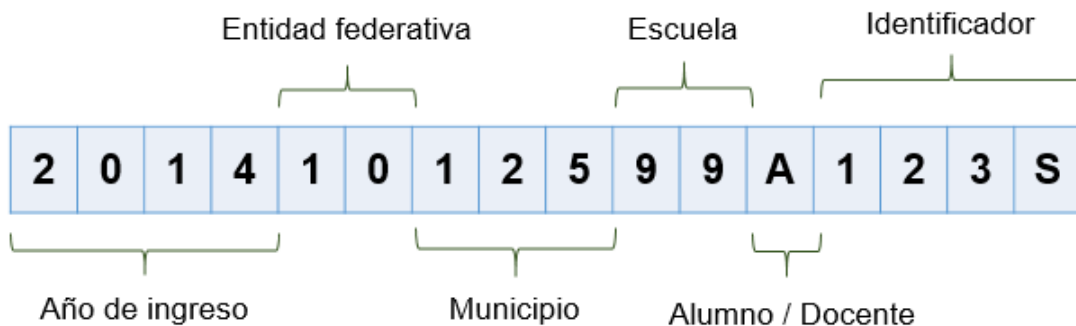 Entidad federativa Escuela Identificador
2 0 1 4 1 0 1 2 5 9 9 A 1 2 3 S
Año de ingreso Municipio Alumno / Docente